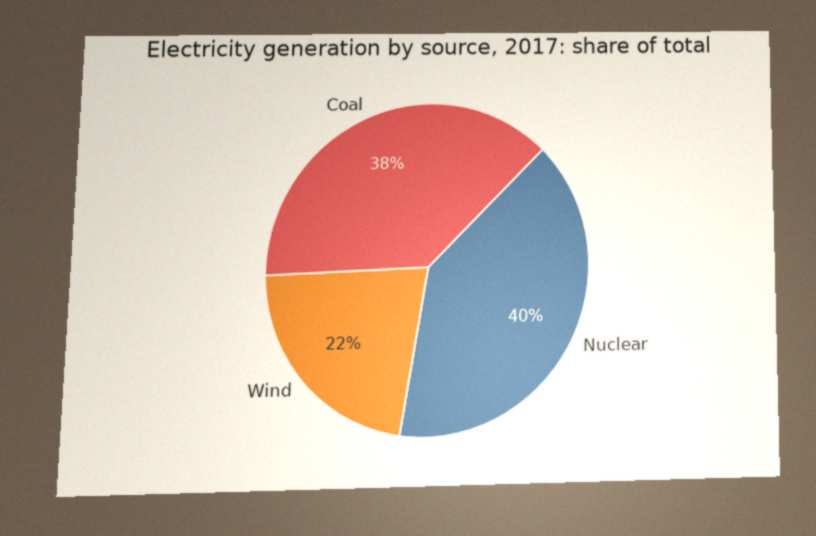 Electricity generation by source, 2017: share of total
Coal
38%
40%
Nuclear
22%
Wind